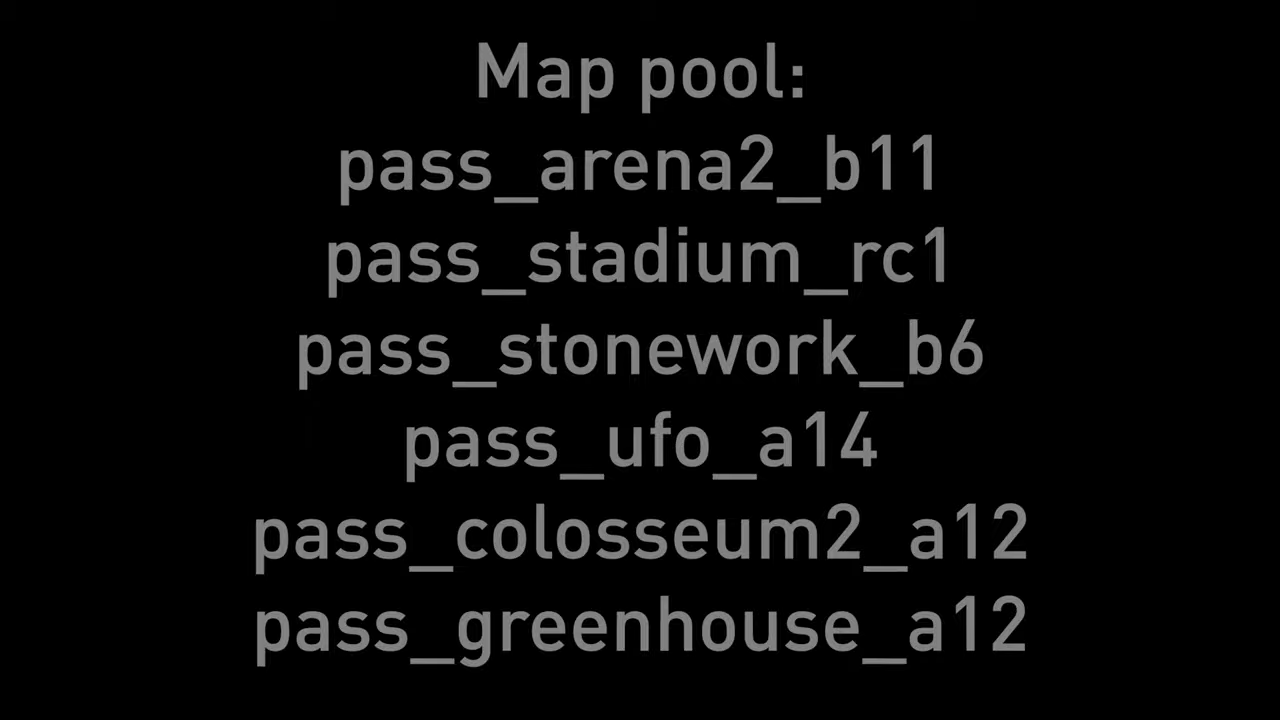 Map pool:
pass_arena2_b11
pass_stadium_rc1
pass_stonework_b6
pass_ufo_a14
pass_colosseum2_a12
pass_greenhouse_a12